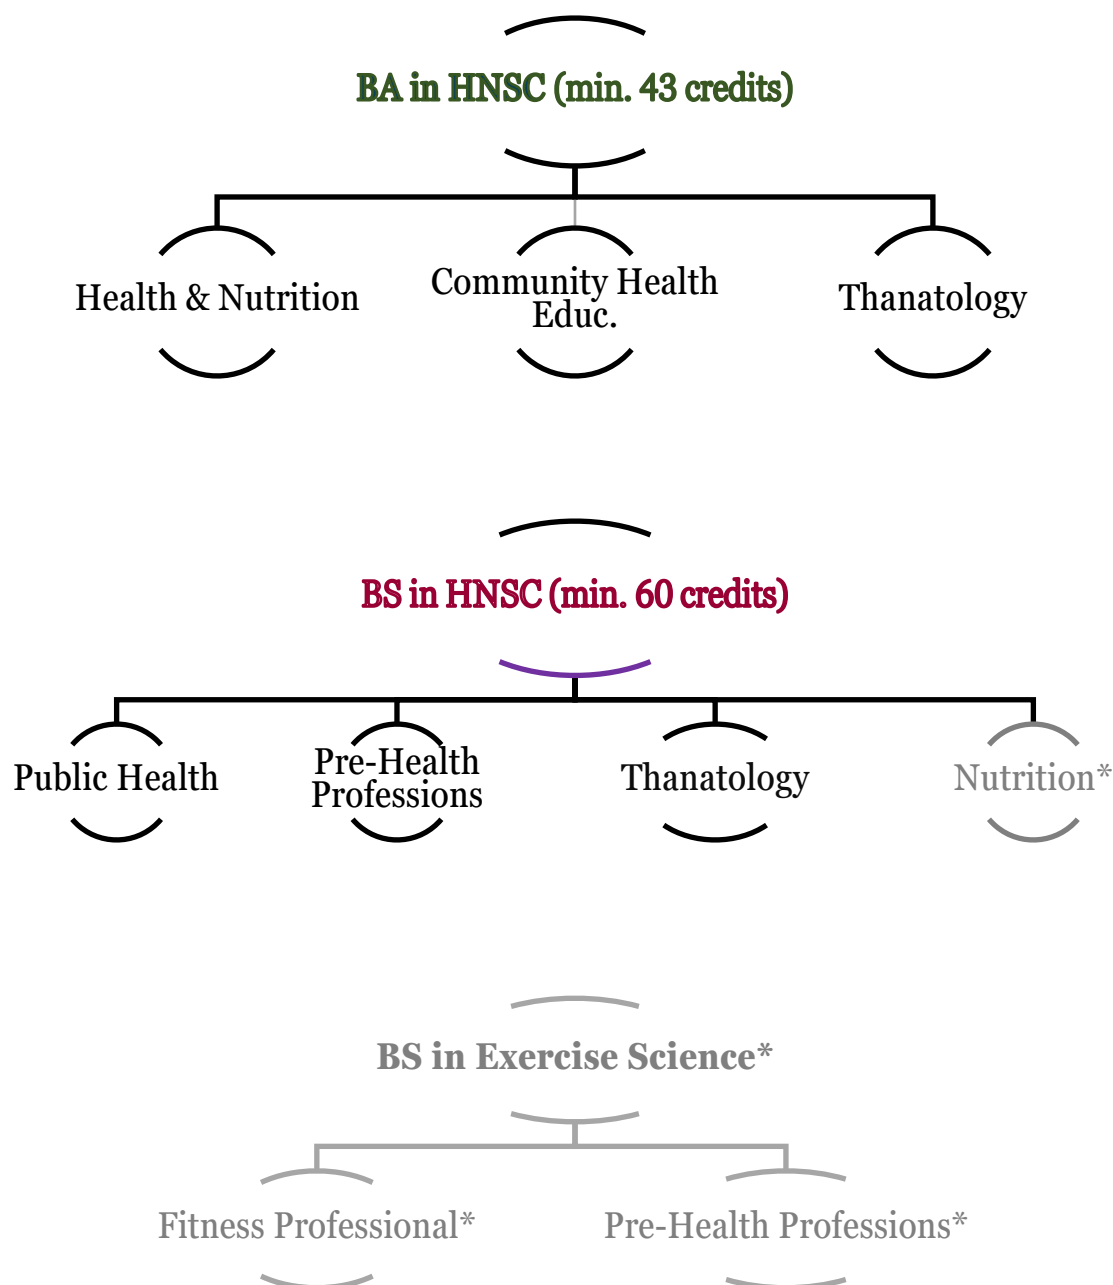 BA in HNSC (min. 43 credits)
Health & Nutrition
Community Health
Educ.
Thanatology
BS in HNSC (min. 60 credits)
Public Health
Pre-Health
Professions
Thanatology
Nutrition*
BS in Exercise Science*
Fitness Professional*
Pre-Health Professions*